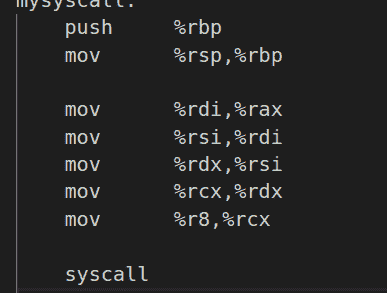 mysyscall:
push %rbp
mov %rsp,%rbp
mov %rdi,%rax
mov %rsi,%rdi
mov %rdx,%rsi
mov %rcx,%rdx
mov %r8,%rcx
syscall